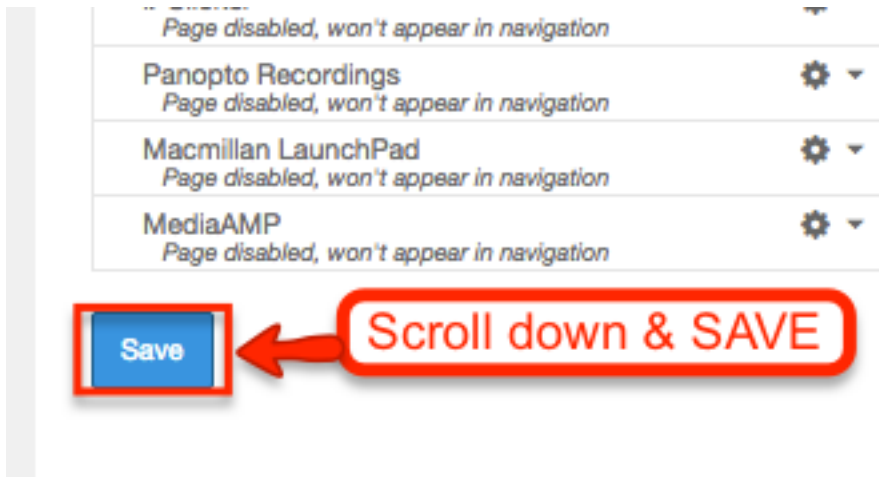 Page disabled, won't appear in navigation
Panopto Recordings
Page disabled, won't appear in navigation
Macmillan LaunchPad
Page disabled, won't appear in navigation
MediaAMP
Page disabled, won't appear in navigation
Save
Scroll down & SAVE